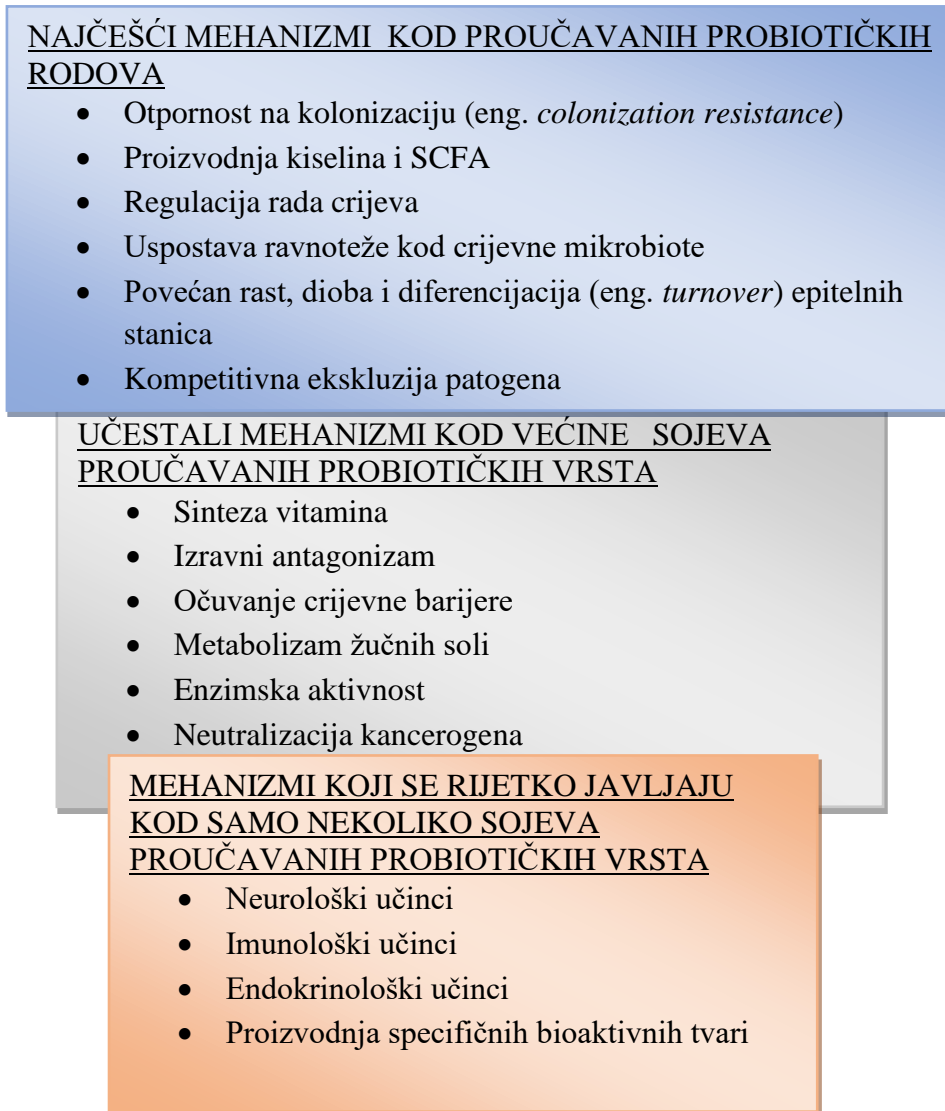 NAJČEŠĆI MEHANIZMI KOD PROUČAVANIH PROBIOTIČKIH
RODOVA
• Otpornost na kolonizaciju (eng. colonization resistance)
• Proizvodnja kiselina i SCFA
• Regulacija rada crijeva
• Uspostava ravnoteže kod crijevne mikrobiote
• Povećan rast, dioba i diferencijacija (eng. turnover) epitelnih
stanica
• Kompetitivna ekskluzija patogena
UČESTALI MEHANIZMI KOD VEĆINE SOJEVA
PROUČAVANIH PROBIOTIČKIH VRSTA
• Sinteza vitamina
• Izravni antagonizam
• Očuvanje crijevne barijere
• Metabolizam žučnih soli
• Enzimska aktivnost
• Neutralizacija kancerogena
MEHANIZMI KOJI SE RIJETKO JAVLJAJU
KOD SAMO NEKOLIKO SOJEVA
PROUČAVANIH PROBIOTIČKIH VRSTA
• Neurološki učinci
• Imunološki učinci
• Endokrinološki učinci
• Proizvodnja specifičnih bioaktivnih tvari